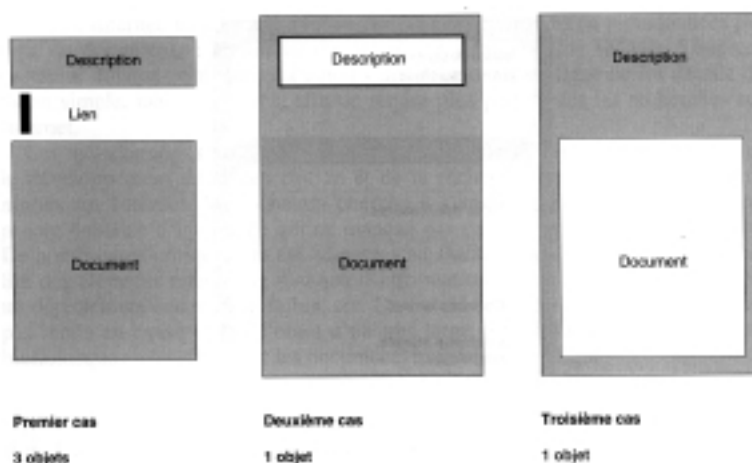 Description
Lien
Document
Premier cas
3 objets
Description
Document
Deuxième cas
1 objet
Description
Document
Troisième cas
1 objet